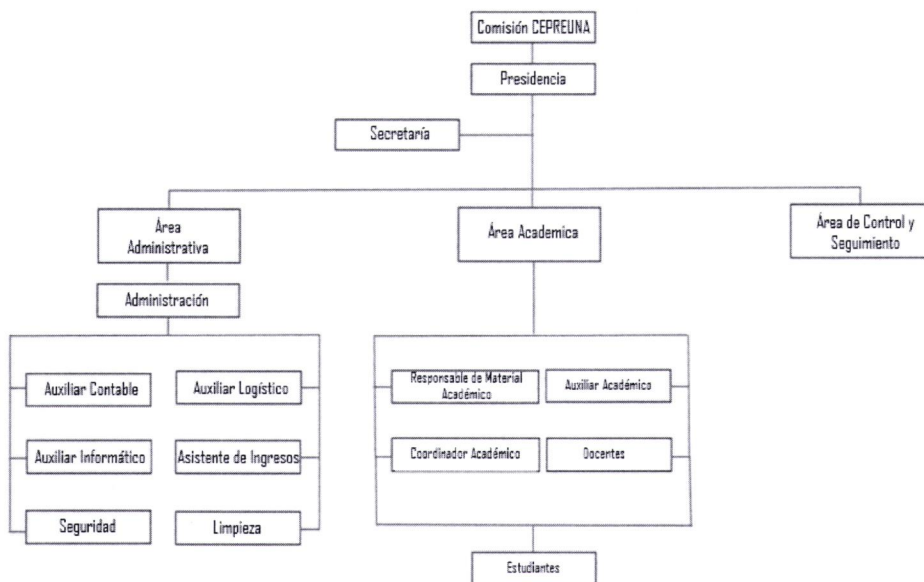 Comisión CEPREUNA
Presidencia
Secretaría
Área
Administrativa
Área Academica
Área de Control y
Seguimiento
Administración
Auxiliar Contable
Auxiliar Logístico
Responsable de Material
Académico
Auxiliar Académico
Auxiliar Informático
Asistente de Ingresos
Coordinador Académico
Docentes
Seguridad
Limpieza
Estudiantes